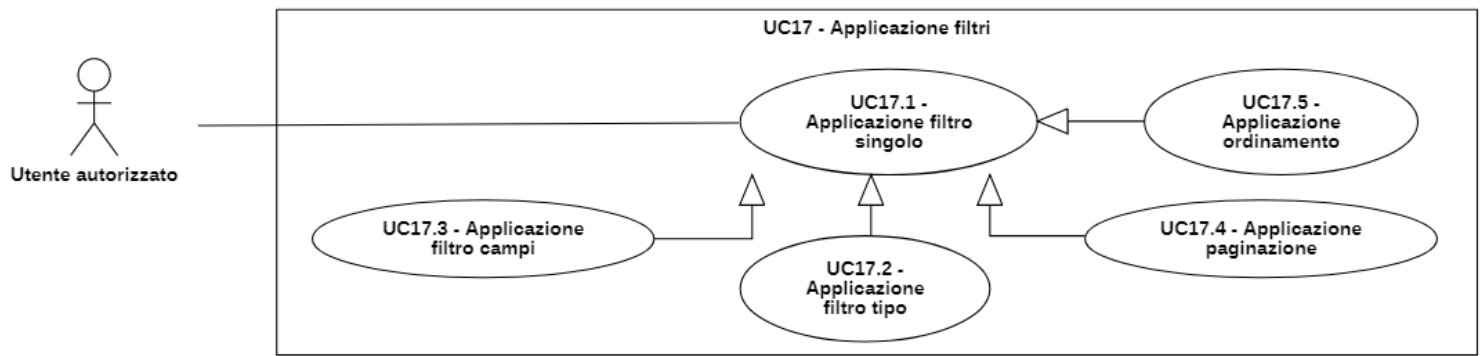 UC17 - Applicazione filtri
UC17.1 -
Applicazione filtro
singolo
UC17.5 -
Applicazione
ordinamento
Utente autorizzato
UC17.3 - Applicazione
filtro campi
UC17.2 -
Applicazione
filtro tipo
UC17.4 - Applicazione
paginazione